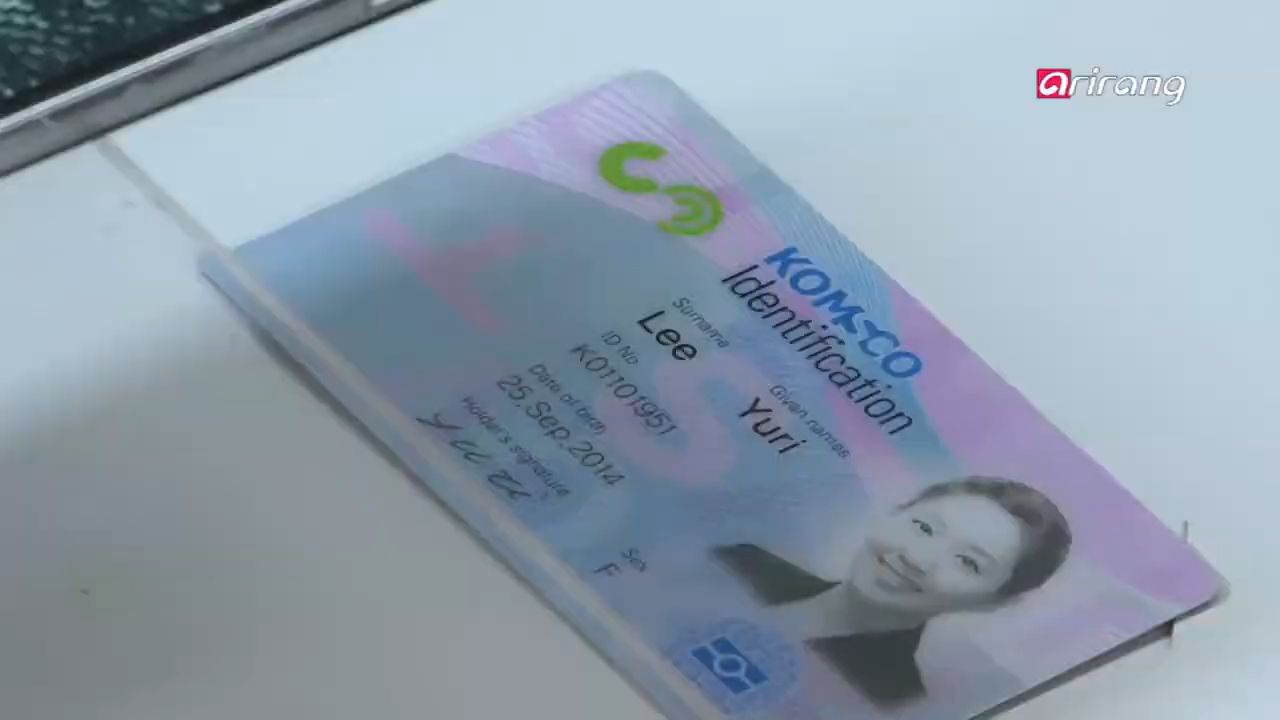 arirang
KOMSCO
Identification
Surname
Given names
Lee
Yuri
ID No
K01101951
Date of birth
25.Sep.2014
Holder's signature
Sex
F